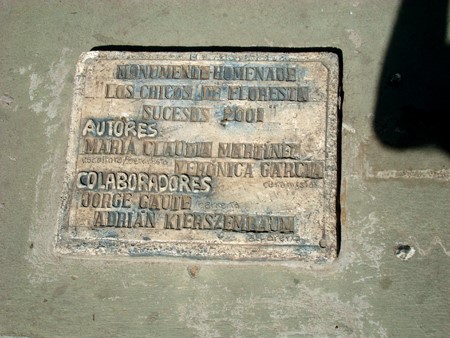 MONUMENTO HOMENAJE
"LOS CHICOS DE FLORESTA
SUCESOS 2001"
AUTORES
MARIA CLAUDIA MARTINEZ
VERONICA GARCIA
COLABORADORES
JORGE GAUTE
ADRIAN KIERSZENBAUM